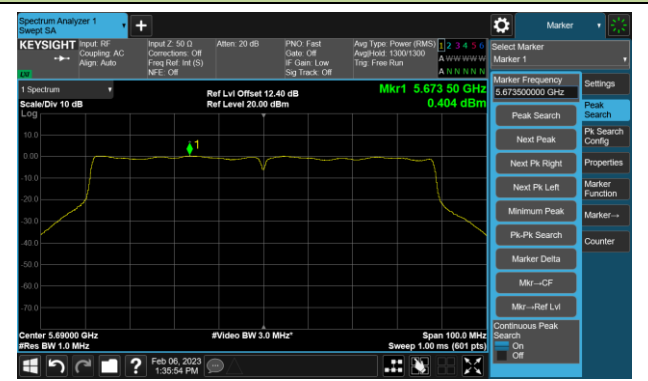 Spectrum Analyzer 1
Swept SA
+
Marker
KEYSIGHT
Input: RF
Coupling: AC
Align: Auto
Input Z: 50 Ω
Corrections: Off
Freq Ref: Int (S)
NFE: Off
Atten: 20 dB
PNO: Fast
Gate: Off
IF Gain: Low
Sig Track: Off
Avg Type: Power (RMS)
Avg|Hold: 1300/1300
Trig: Free Run
1 2 3 4 5 6
A W W W W W
A N N N N N
Select Marker
Marker 1
1 Spectrum
Ref Lvl Offset 12.40 dB
Mkr1 5.673 50 GHz
Scale/Div 10 dB
Ref Level 20.00 dBm
0.404 dBm
Log
10.0
0.00
-10.0
-20.0
-30.0
-40.0
-50.0
-60.0
-70.0
1
Center 5.69000 GHz
#Video BW 3.0 MHz*
Span 100.0 MHz
#Res BW 1.0 MHz
Sweep 1.00 ms (601 pts)
Marker Frequency
5.673500000 GHz
Peak Search
Next Peak
Next Pk Right
Next Pk Left
Minimum Peak
Pk-Pk Search
Marker Delta
Mkr→CF
Mkr→Ref Lvl
Continuous Peak
Search
On
Off
Settings
Peak
Search
Pk Search
Config
Properties
Marker
Function
Marker→
Counter
?
Feb 06, 2023
1:35:54 PM